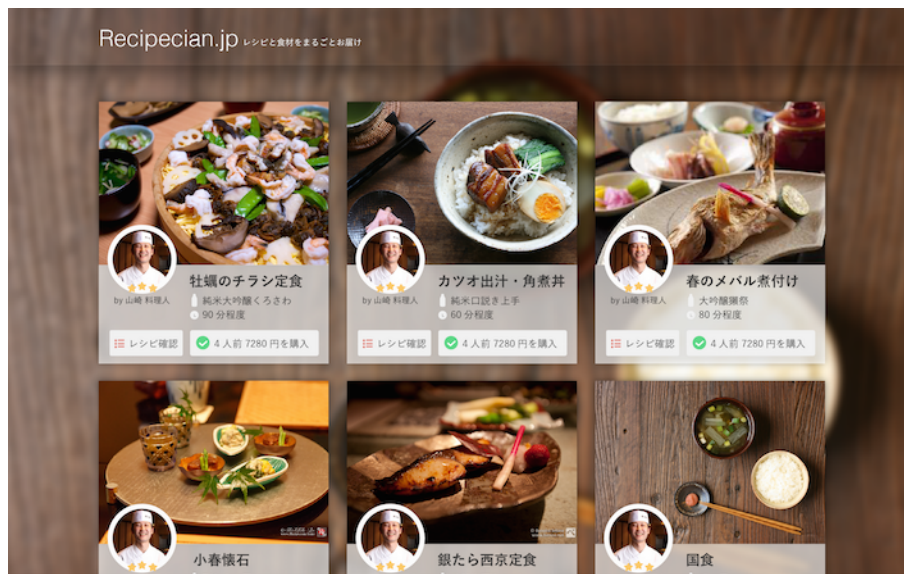 Recipecian.jp レシピと食材をまるごとお届け
牡蠣のチラシ定食
by 山崎 料理人
純米大吟醸くろさわ
90 分程度
レシピ確認
4 人前 7280 円を購入
カツオ出汁・角煮丼
by 山崎 料理人
純米口説き上手
60 分程度
レシピ確認
4 人前 7280 円を購入
春のメバル煮付け
by 山崎 料理人
大吟醸獺祭
80 分程度
レシピ確認
4 人前 7280 円を購入
小春懐石
銀たら西京定食
国食